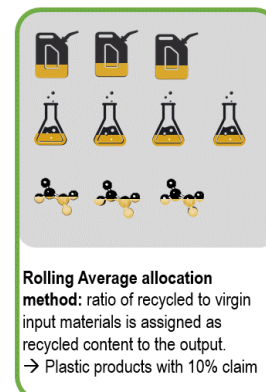 Rolling Average allocation
method: ratio of recycled to virgin
input materials is assigned as
recycled content to the output.
→ Plastic products with 10% claim